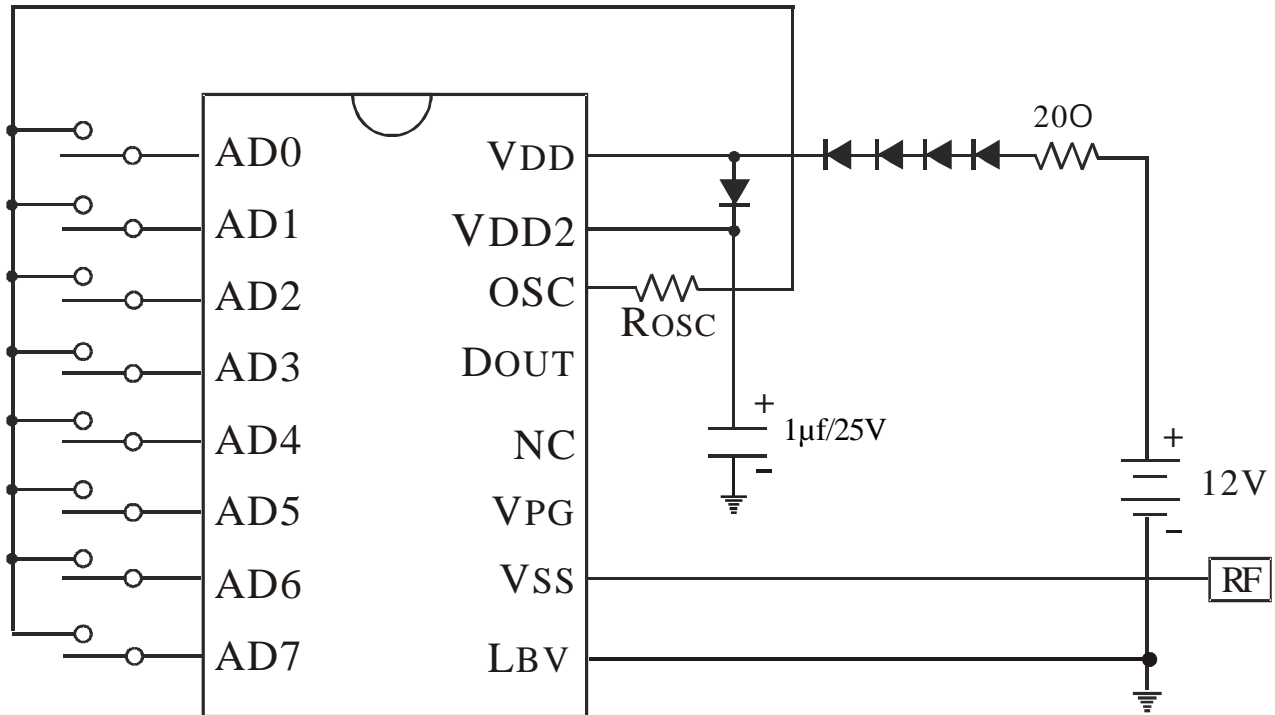 20O
AD0
AD1
AD2
AD3
AD4
AD5
AD6
AD7
VDD
VDD2
OSC
ROSC
DOUT
NC
VPG
VSS
LBV
+
1µf/25V
-
+
12V
-
RF